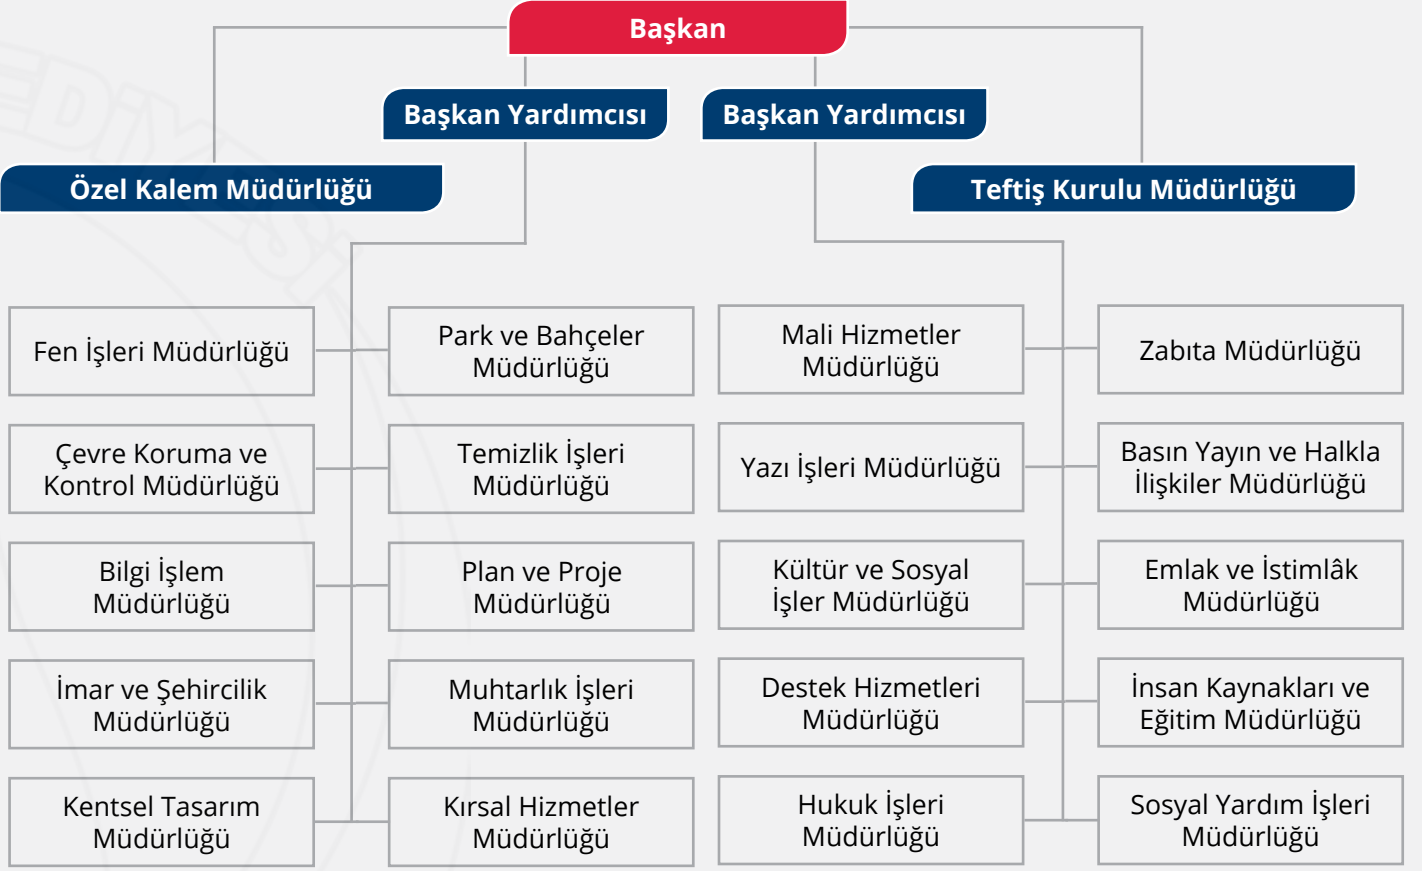 Başkan
Başkan Yardımcısı
Başkan Yardımcısı
Özel Kalem Müdürlüğü
Teftiş Kurulu Müdürlüğü
Fen İşleri Müdürlüğü
Park ve Bahçeler
Müdürlüğü
Mali Hizmetler
Müdürlüğü
Zabıta Müdürlüğü
Çevre Koruma ve
Kontrol Müdürlüğü
Temizlik İşleri
Müdürlüğü
Yazı İşleri Müdürlüğü
Basın Yayın ve Halkla
İlişkiler Müdürlüğü
Bilgi İşlem
Müdürlüğü
Plan ve Proje
Müdürlüğü
Kültür ve Sosyal
İşler Müdürlüğü
Emlak ve İstimlâk
Müdürlüğü
İmar ve Şehircilik
Müdürlüğü
Muhtarlık İşleri
Müdürlüğü
Destek Hizmetleri
Müdürlüğü
İnsan Kaynakları ve
Eğitim Müdürlüğü
Kentsel Tasarım
Müdürlüğü
Kırsal Hizmetler
Müdürlüğü
Hukuk İşleri
Müdürlüğü
Sosyal Yardım İşleri
Müdürlüğü